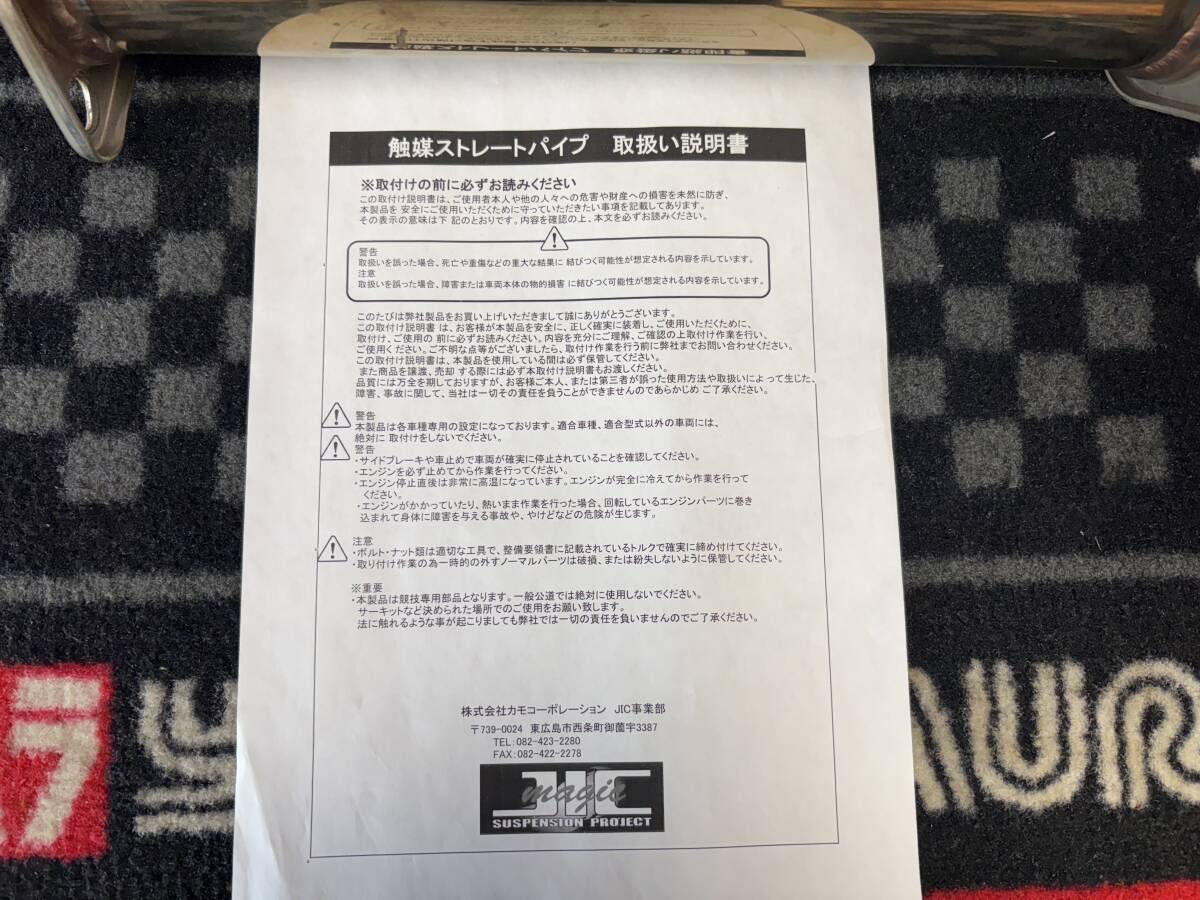 触媒ストレートパイプ　取扱い説明書
※取付けの前に必ずお読みください
この取付け説明書は、ご使用者本人や他の人々への危害や財産への損害を未然に防ぎ、
本製品を 安全にご使用いただくために守っていただきたい事項を記載してあります。
その表示の意味は下 記のとおりです。内容を確認の上、本文を必ずお読みください。
警告
取扱いを誤った場合、死亡や重傷などの重大な結果に 結びつく可能性が想定される内容を示しています。
注意
取扱いを誤った場合、障害または車両本体の物的損害 に結びつく可能性が想定される内容を示しています。
このたびは弊社製品をお買い上げいただきまして誠にありがとうございます。
この取付け説明書 は、お客様が本製品を安全に、正しく確実に装着し、ご使用いただくために、
取付け、ご使用の 前に必ずお読みください。内容を充分にご理解、ご確認の上取付け作業を行い、
ご使用く ださい。ご不明な点等がございましたら、取付け作業を行う前に弊社までお問い合わせください。
この取付け説明書は、本製品を使用している間は必ず保管してください。
また商品を譲渡、売却 する際には必ず本取付け説明書もお渡しください。
品質には万全を期しておりますが、お客様ご本人、または第三者が誤った使用方法や取扱いによ って生じた、
障害、事故に関して、当社は一切その責任を負うことができませんのであらかじめ ご了承ください。
警告
本製品は各車種専用の設定になっております。適合車種、適合型式以外の車両には、
絶対に 取付けをしないでください。
警告
・サイドブレーキや車止めで車両が確実に停止されていることを確認してください。
・エンジンを必ず止めてから作業を行ってください。
・エンジン停止直後は非常に高温になっています。エンジンが完全に冷えてから作業を行って
ください。
・エンジンがかかっていたり、熱いまま作業を行った場合、回転しているエンジンパーツに巻き
込まれて身体に障害を与える事故や、やけどなどの危険が生じます。
注意
・ボルト・ナット類は適切な工具で、整備要領書に記載されているトルクで確実に締め付けてください。
・取り付け作業の為一時的の外すノーマルパーツは破損、または紛失しないように保管してください。
※重要
・本製品は競技専用部品となります。一般公道では絶対に使用しないでください。
サーキットなど決められた場所でのご使用をお願い致します。
法に触れるような事が起こりましても弊社では一切の責任を負いませんのでご了承ください。
株式会社カモコーポレーション　JIC事業部
〒739-0024　東広島市西条町御薗宇3387
TEL:082-423-2280
FAX:082-422-2278
JIC
magic
SUSPENSION PROJECT